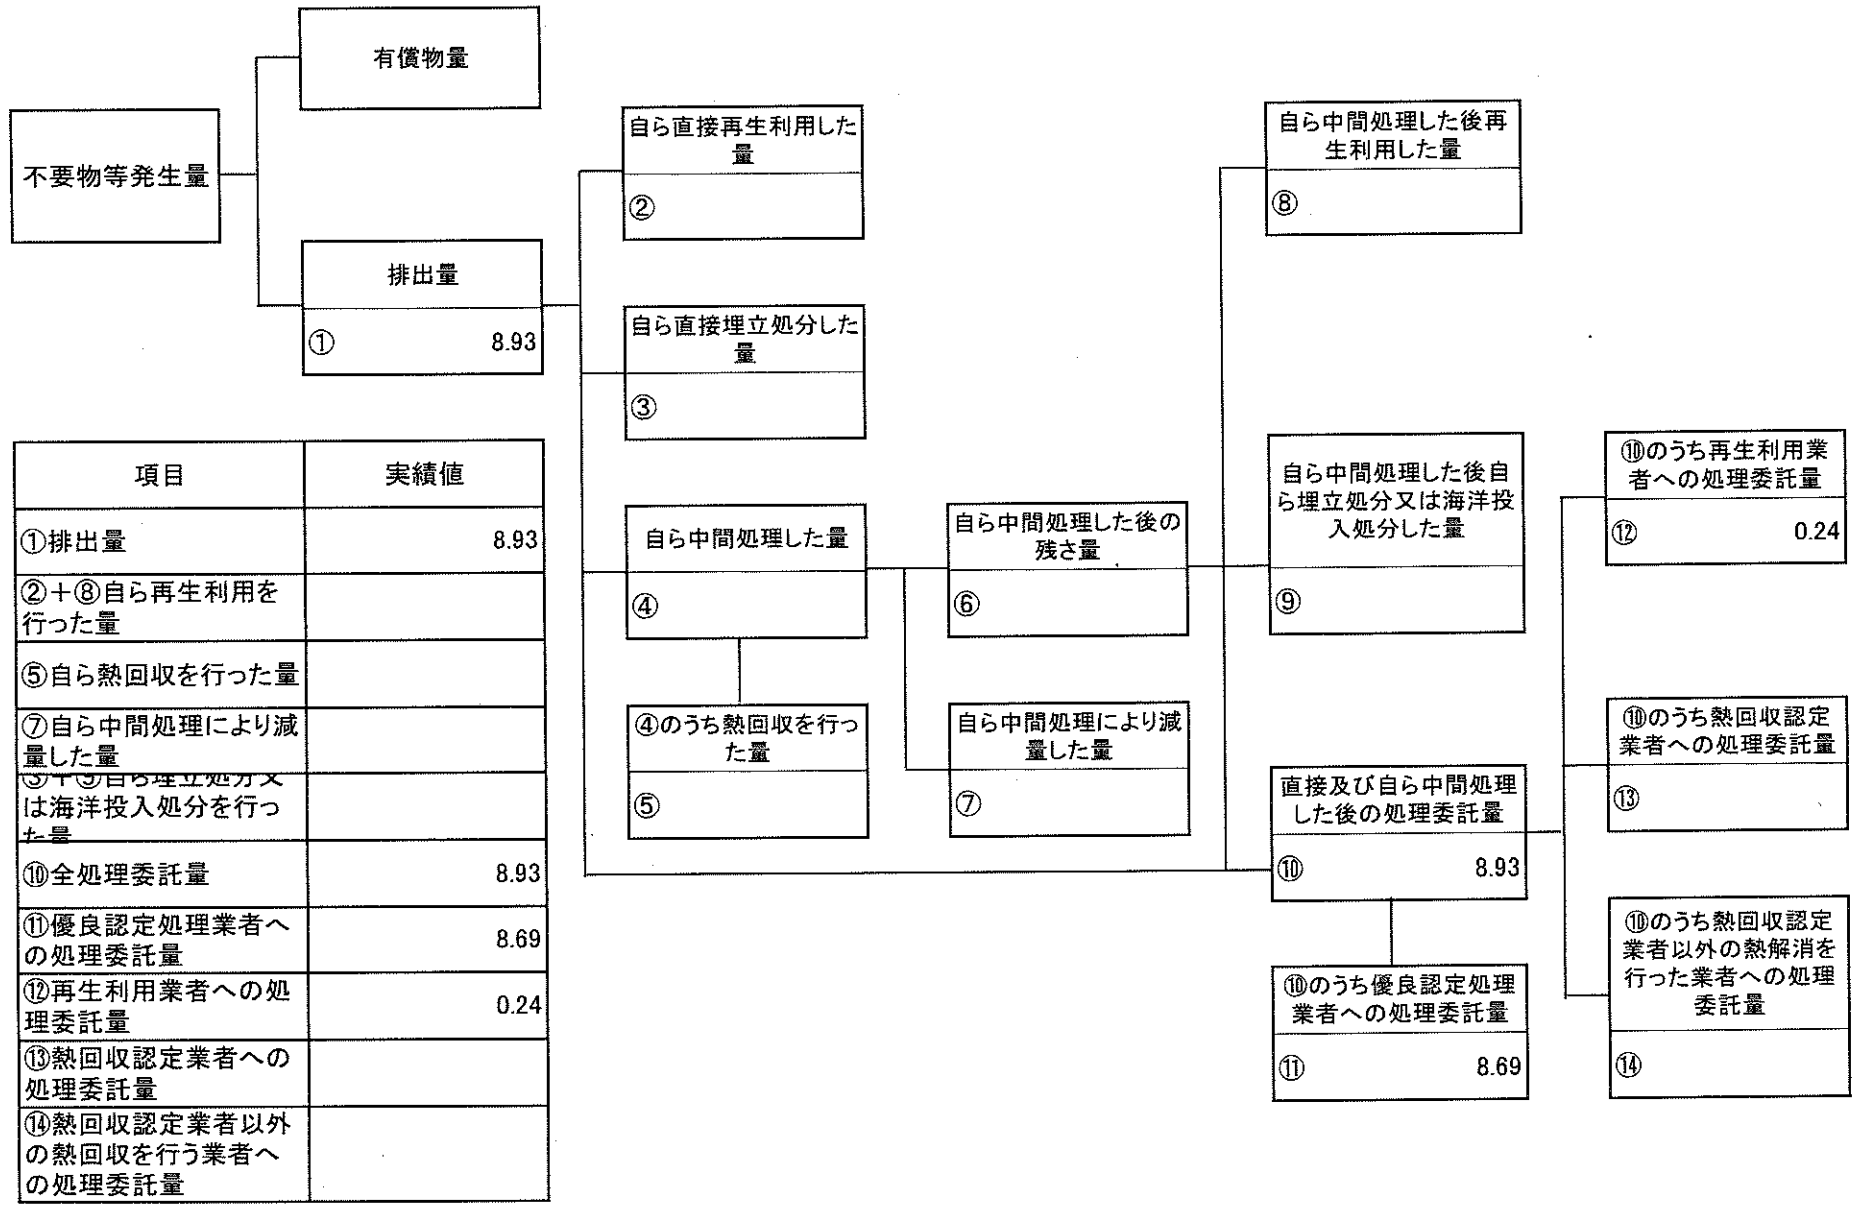 有償物量
不要物等発生量
排出量
① 8.93
自ら直接再生利用した
量
②
自ら直接埋立処分した
量
③
自ら中間処理した量
④
④のうち熱回収を行っ
た量
⑤
自ら中間処理した後の
残さ量
⑥
自ら中間処理により減
量した量
⑦
自ら中間処理した後再
生利用した量
⑧
自ら中間処理した後自
ら埋立処分又は海洋投
入処分した量
⑨
直接及び自ら中間処理
した後の処理委託量
⑩ 8.93
⑩のうち優良認定処理
業者への処理委託量
⑪ 8.69
⑩のうち再生利用業
者への処理委託量
⑫ 0.24
⑩のうち熱回収認定
業者への処理委託量
⑬
⑩のうち熱回収認定
業者以外の熱解消を
行った業者への処理
委託量
⑭
項目 実績値
①排出量 8.93
②+⑧自ら再生利用を
行った量
⑤自ら熱回収を行った量
⑦自ら中間処理により減
量した量
③+⑨自ら埋立処分又
は海洋投入処分を行っ
た量
⑩全処理委託量 8.93
⑪優良認定処理業者へ
の処理委託量 8.69
⑫再生利用業者への処
理委託量 0.24
⑬熱回収認定業者への
処理委託量
⑭熱回収認定業者以外
の熱回収を行う業者へ
の処理委託量